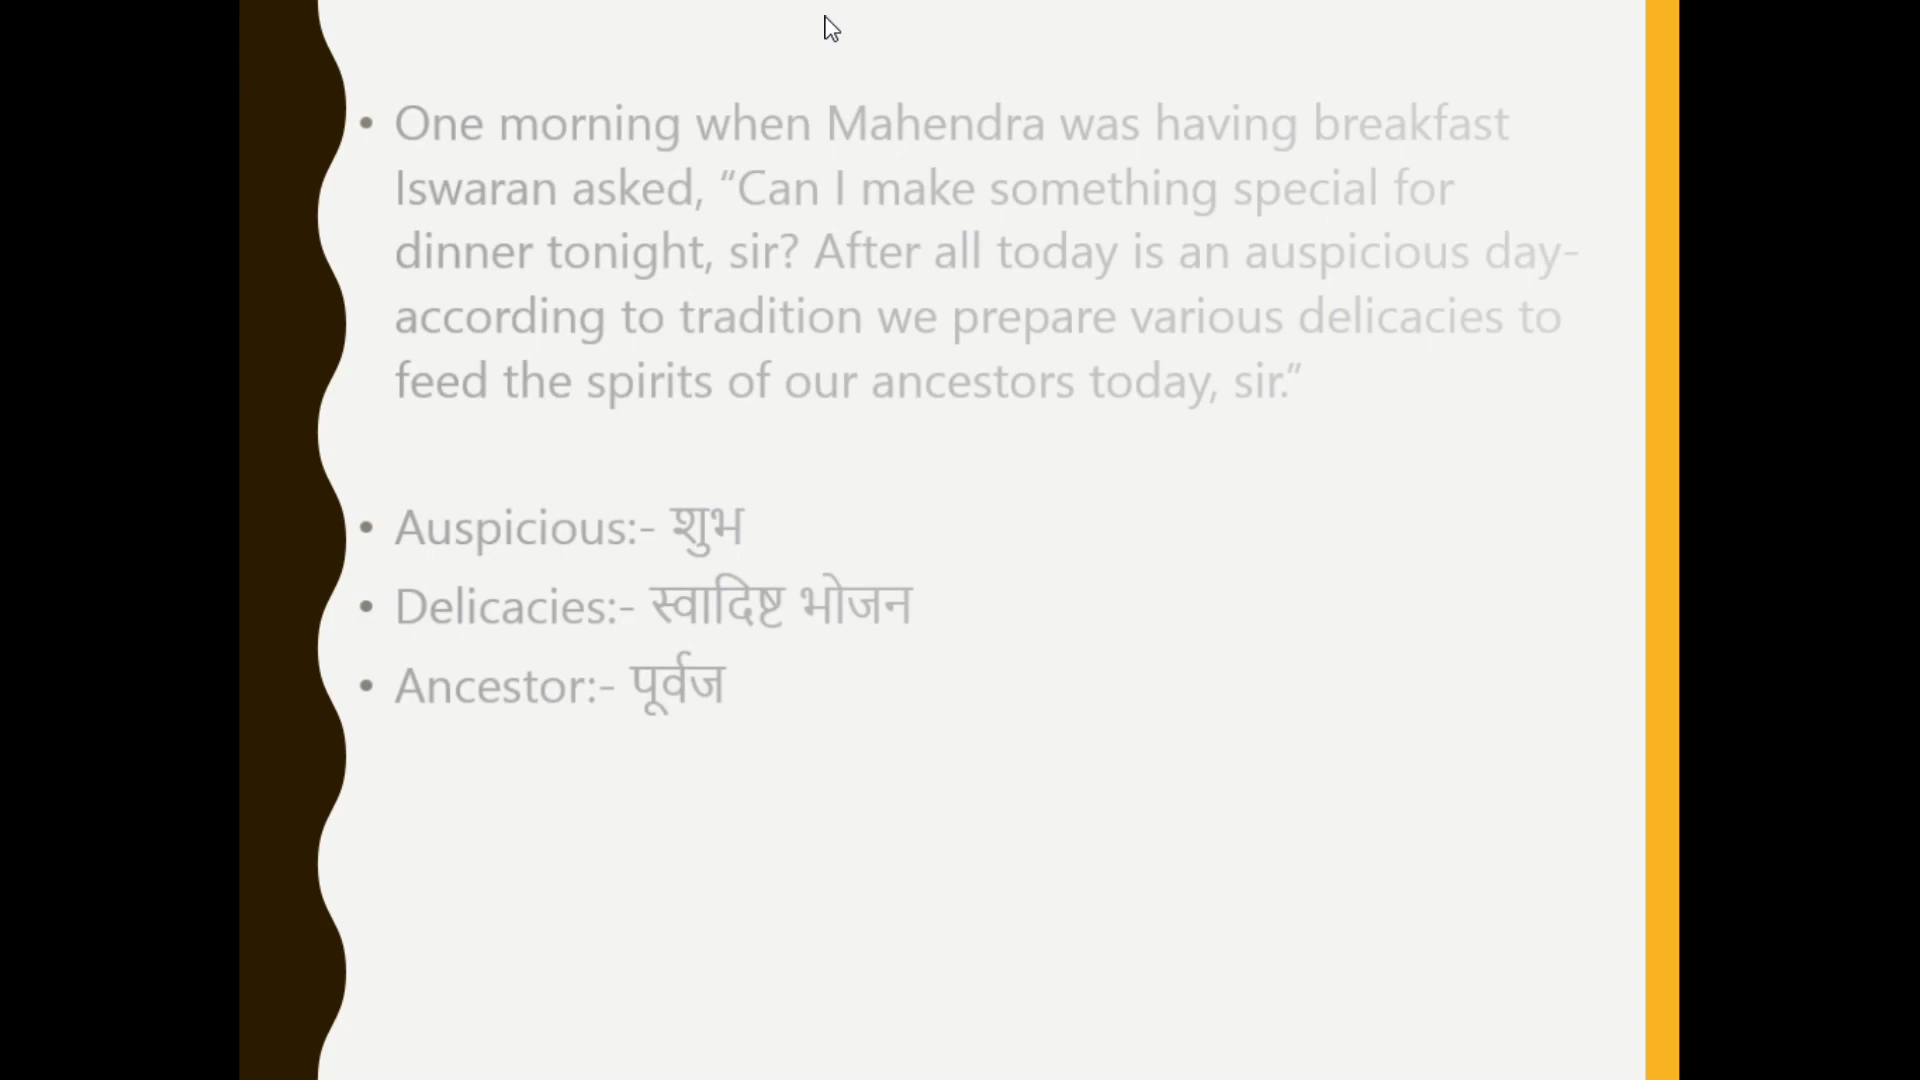 • One morning when Mahendra was having breakfast
Iswaran asked, “Can I make something special for
dinner tonight, sir? After all today is an auspicious day-
according to tradition we prepare various delicacies to
feed the spirits of our ancestors today, sir.”
• Auspicious:- शुभ
• Delicacies:- स्वादिष्ट भोजन
• Ancestor:- पूर्वज